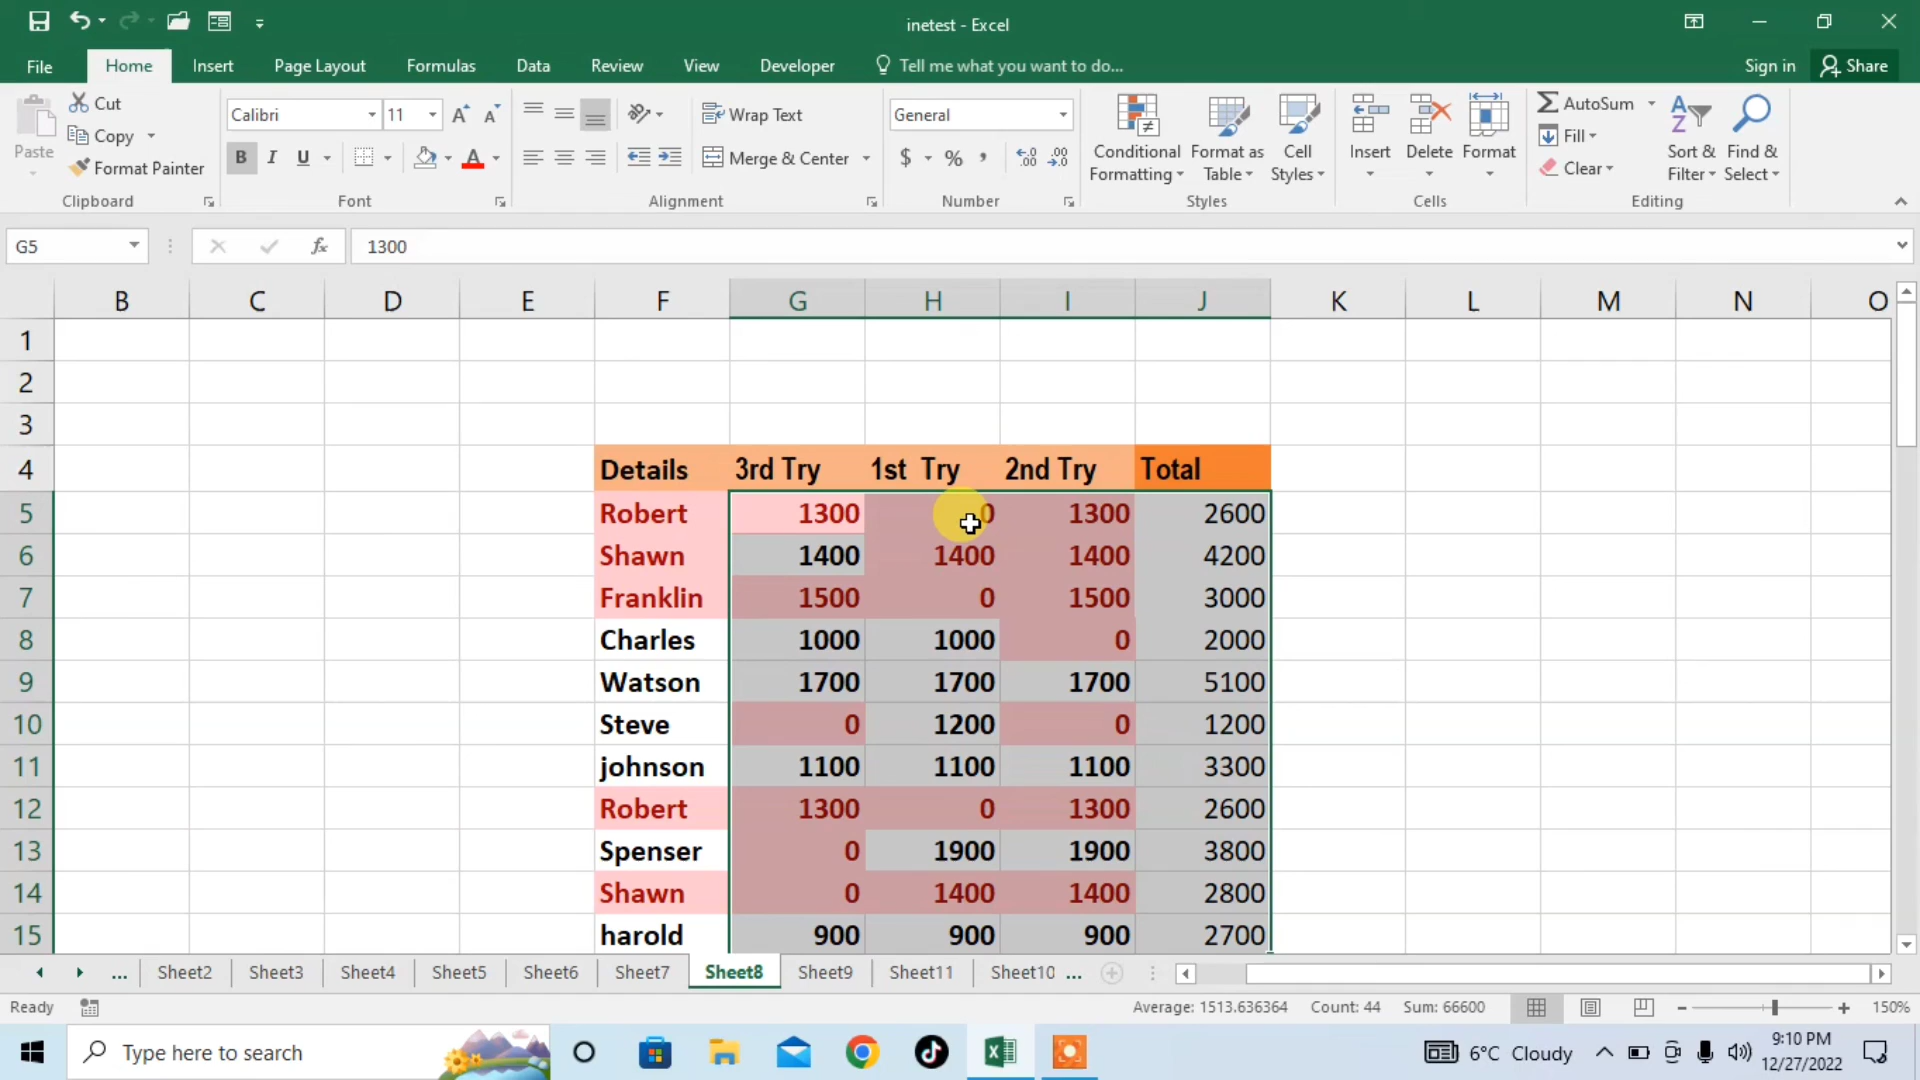 inetest - Excel
File Home Insert Page Layout Formulas Data Review View Developer Tell me what you want to do... Sign in Share
Paste Cut Copy Format Painter Clipboard
Calibri 11 A A B I U A Font
Wrap Text Merge & Center Alignment
General $ % , .00 .00 Number
Conditional Formatting Format as Table Cell Styles Styles
Insert Delete Format Cells
AutoSum Fill Clear Sort & Filter Find & Select Editing
G5 fx 1300
B C D E F G H I J K L M N O
1
2
3
4 Details 3rd Try 1st Try 2nd Try Total
5 Robert 1300 0 1300 2600
6 Shawn 1400 1400 1400 4200
7 Franklin 1500 0 1500 3000
8 Charles 1000 1000 0 2000
9 Watson 1700 1700 1700 5100
10 Steve 0 1200 0 1200
11 johnson 1100 1100 1100 3300
12 Robert 1300 0 1300 2600
13 Spenser 0 1900 1900 3800
14 Shawn 0 1400 1400 2800
15 harold 900 900 900 2700
... Sheet2 Sheet3 Sheet4 Sheet5 Sheet6 Sheet7 Sheet8 Sheet9 Sheet11 Sheet10 ...
Ready Average: 1513.636364 Count: 44 Sum: 66600 150%
Type here to search 6°C Cloudy 9:10 PM
12/27/2022